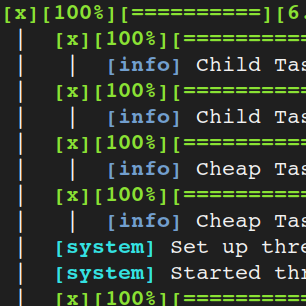 [x][100%][==========][6.
| [x][100%][=========
| | [info] Child Tas
| [x][100%][=========
| | [info] Child Tas
| [x][100%][=========
| | [info] Cheap Tas
| [x][100%][=========
| | [info] Cheap Tas
| [system] Set up thre
| [system] Started thr
| [x][100%][=========